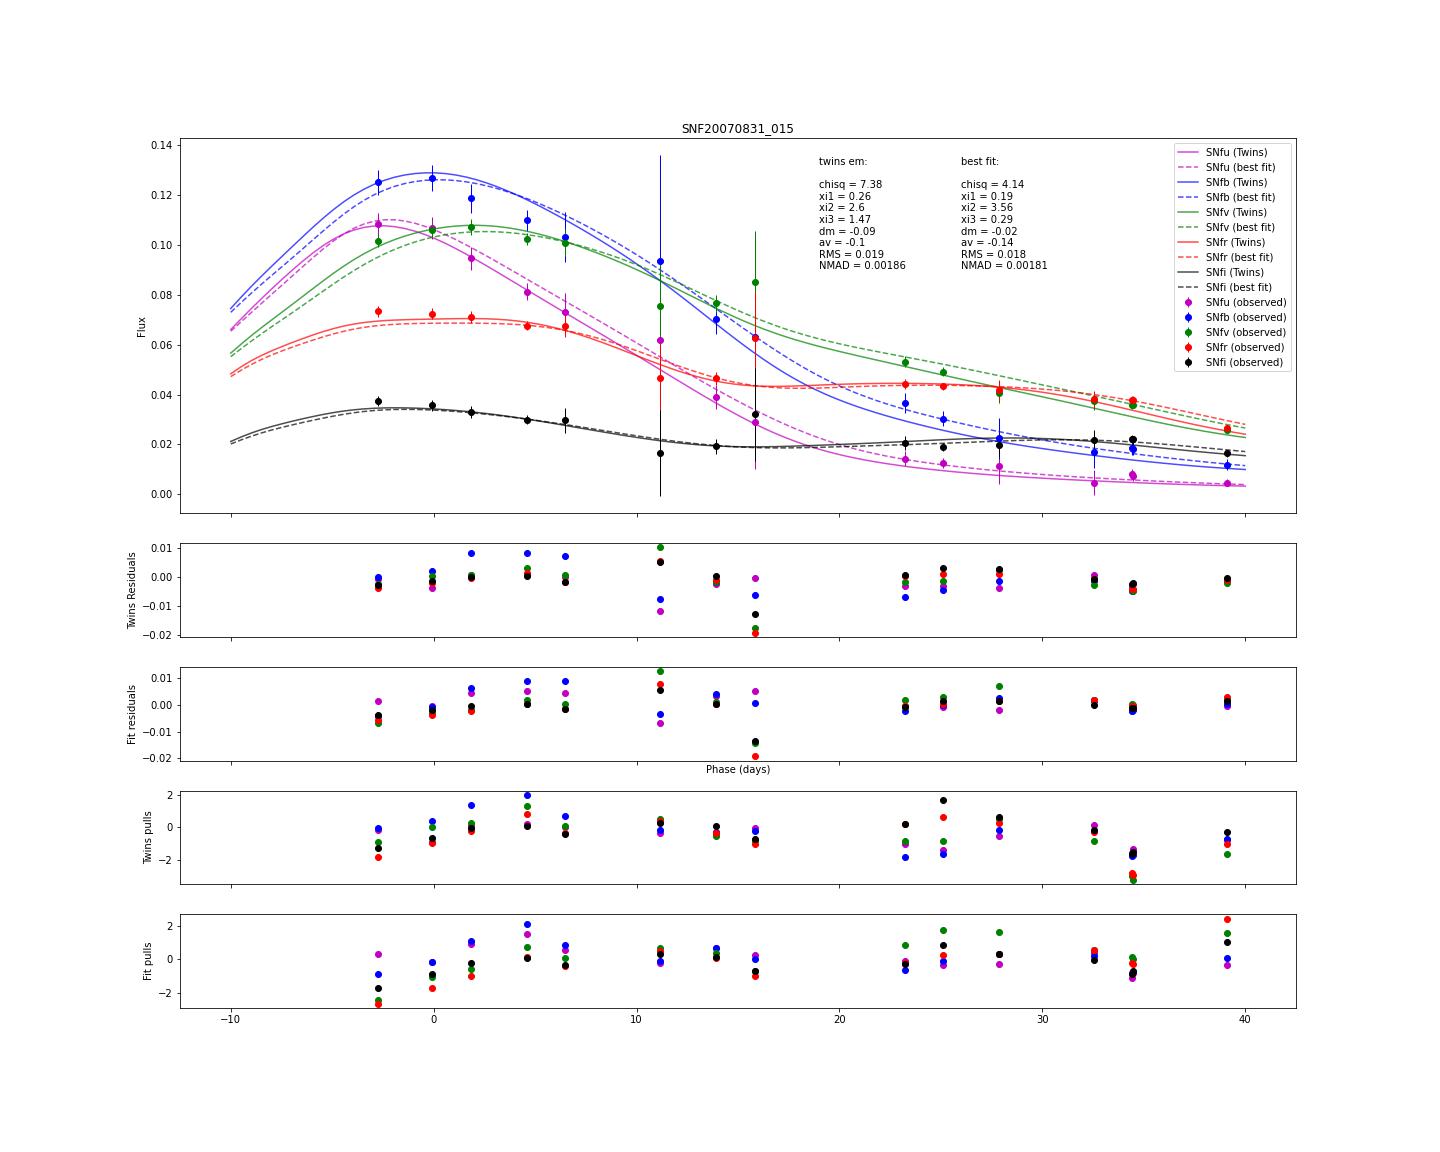 SNF20070831_015
0.14
0.12
0.10
0.08
0.06
0.04
0.02
0.00
Flux
twins em:
chisq = 7.38
xi1 = 0.26
xi2 = 2.6
xi3 = 1.47
dm = -0.09
av = -0.1
RMS = 0.019
NMAD = 0.00186
best fit:
chisq = 4.14
xi1 = 0.19
xi2 = 3.56
xi3 = 0.29
dm = -0.02
av = -0.14
RMS = 0.018
NMAD = 0.00181
SNfu (Twins)
SNfu (best fit)
SNfb (Twins)
SNfb (best fit)
SNfv (Twins)
SNfv (best fit)
SNfr (Twins)
SNfr (best fit)
SNfi (Twins)
SNfi (best fit)
SNfu (observed)
SNfb (observed)
SNfv (observed)
SNfr (observed)
SNfi (observed)
0.01
0.00
−0.01
−0.02
Twins Residuals
0.01
0.00
−0.01
−0.02
Fit residuals
Phase (days)
2
0
−2
Twins pulls
2
0
−2
Fit pulls
−10
0
10
20
30
40